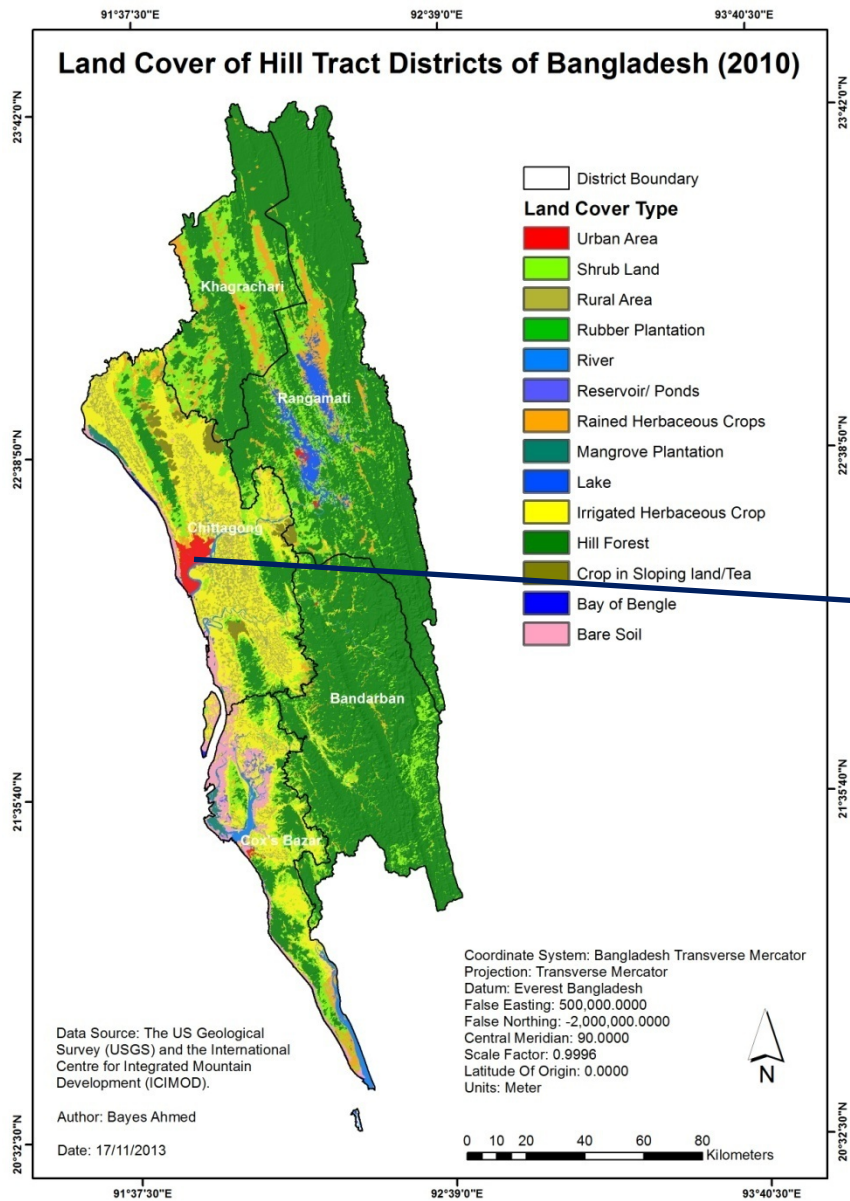 91°37'30"E 92°39'0"E 93°40'30"E
Land Cover of Hill Tract Districts of Bangladesh (2010)
23°42'0"N
23°42'0"N
District Boundary
Land Cover Type
Urban Area
Shrub Land
Rural Area
Rubber Plantation
River
Reservoir/ Ponds
Rained Herbaceous Crops
Mangrove Plantation
Lake
Irrigated Herbaceous Crop
Hill Forest
Crop in Sloping land/Tea
Bay of Bengle
Bare Soil
Khagrachari
Rangamati
22°38'50"N
22°38'50"N
Chittagong
Bandarban
21°35'40"N
21°35'40"N
Cox's Bazar
Coordinate System: Bangladesh Transverse Mercator
Projection: Transverse Mercator
Datum: Everest Bangladesh
False Easting: 500,000.0000
False Northing: -2,000,000.0000
Central Meridian: 90.0000
Scale Factor: 0.9996
Latitude Of Origin: 0.0000
Units: Meter
N
Data Source: The US Geological
Survey (USGS) and the International
Centre for Integrated Mountain
Development (ICIMOD).
Author: Bayes Ahmed
Date: 17/11/2013
0 10 20 40 60 80
Kilometers
20°32'30"N
20°32'30"N
91°37'30"E 92°39'0"E 93°40'30"E